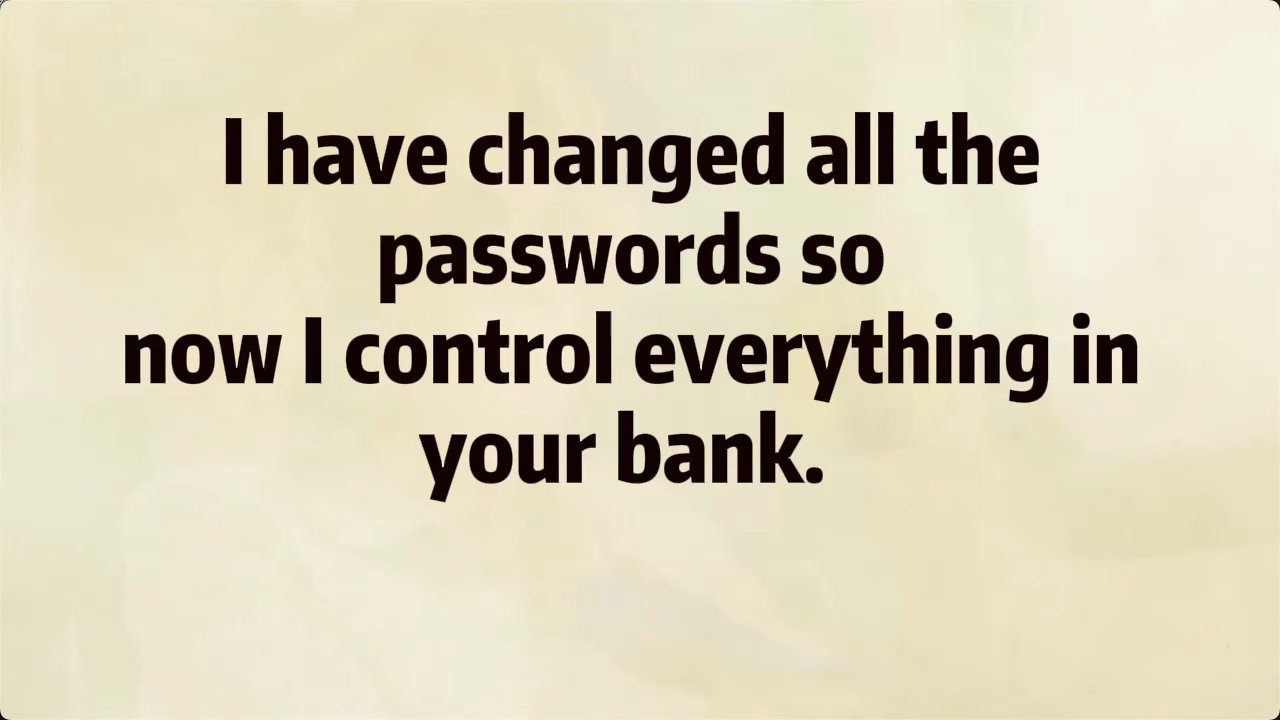 I have changed all the
passwords so
now I control everything in
your bank.